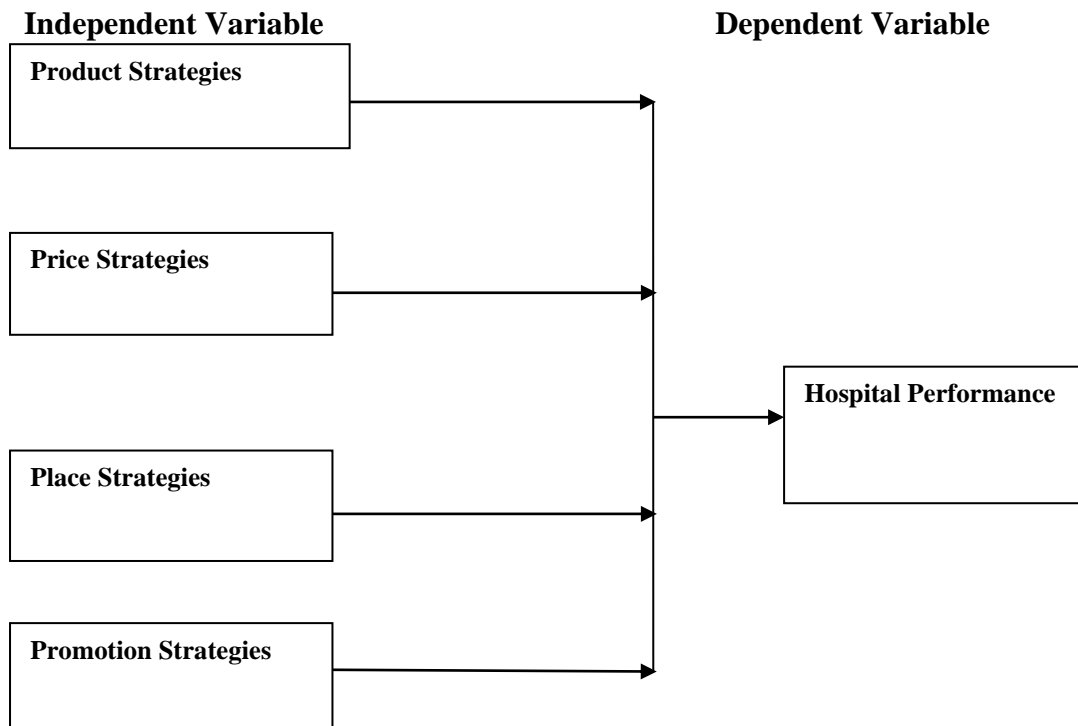 Independent Variable
Dependent Variable
Product Strategies
Price Strategies
Hospital Performance
Place Strategies
Promotion Strategies